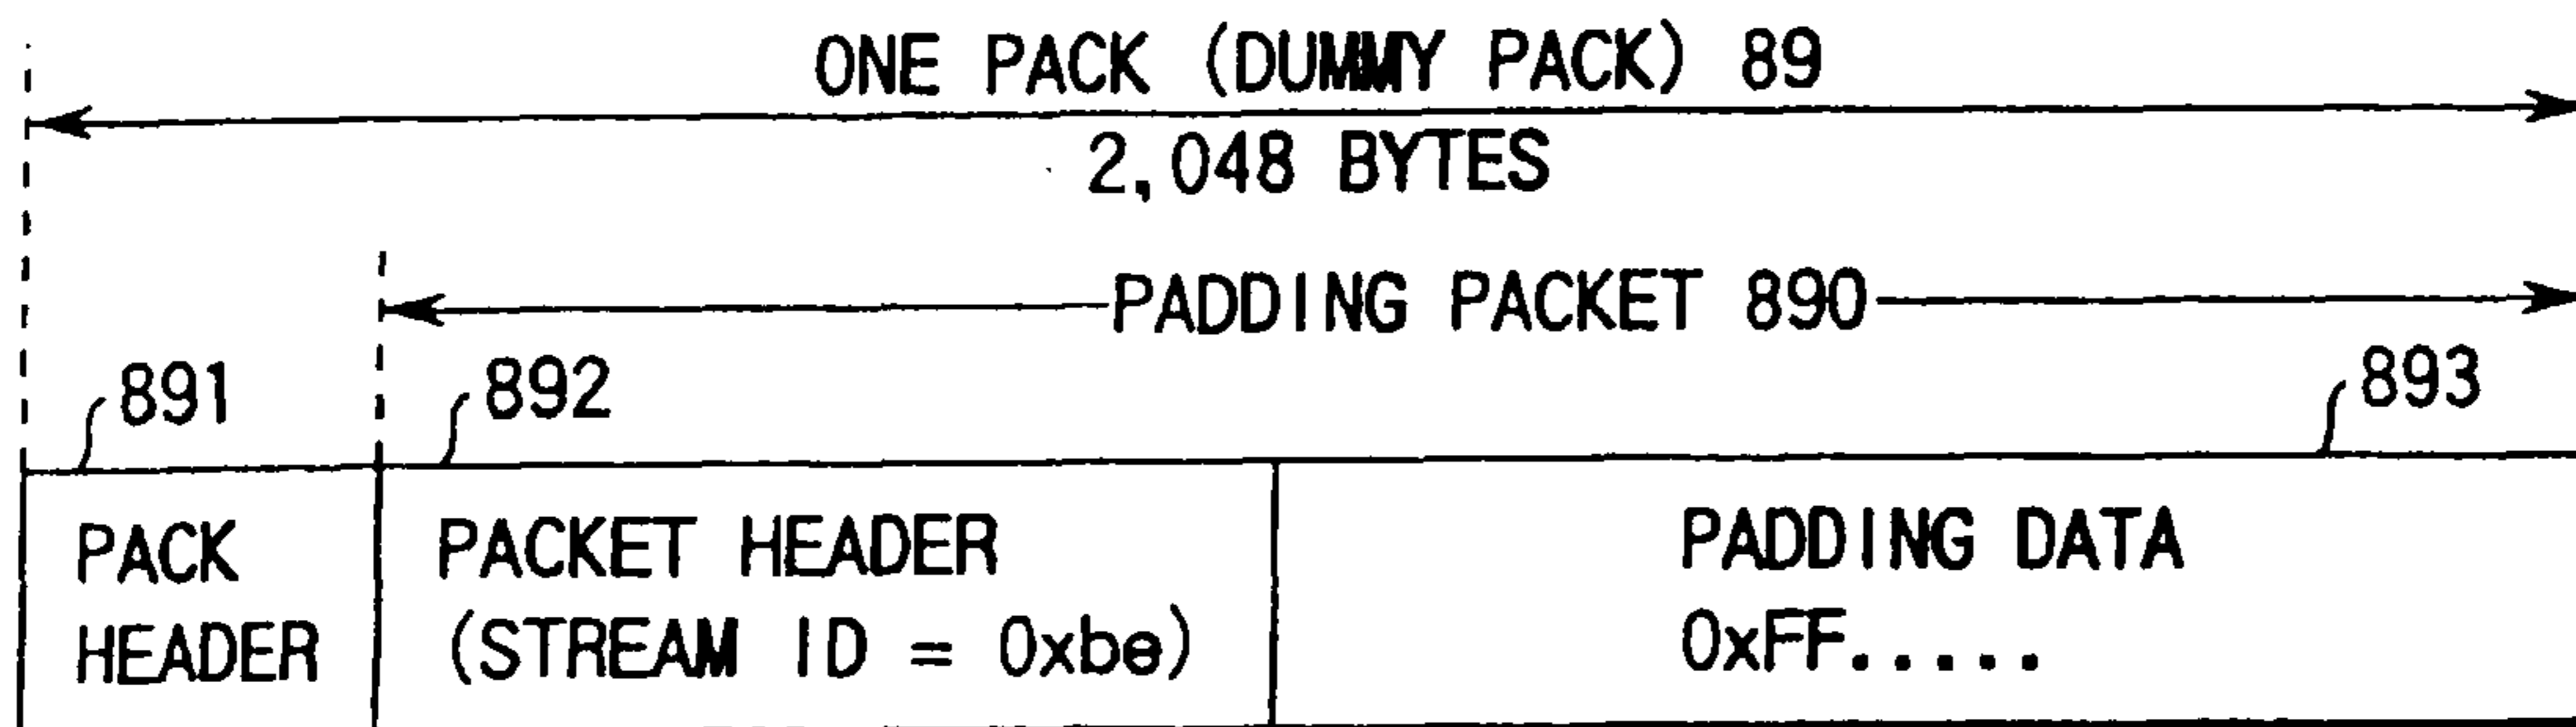 ONE PACK (DUMMY PACK) 89
2,048 BYTES
PADDING PACKET 890
891
892
893
PACK
HEADER
PACKET HEADER
(STREAM ID = 0xbe)
PADDING DATA
0xFF.....